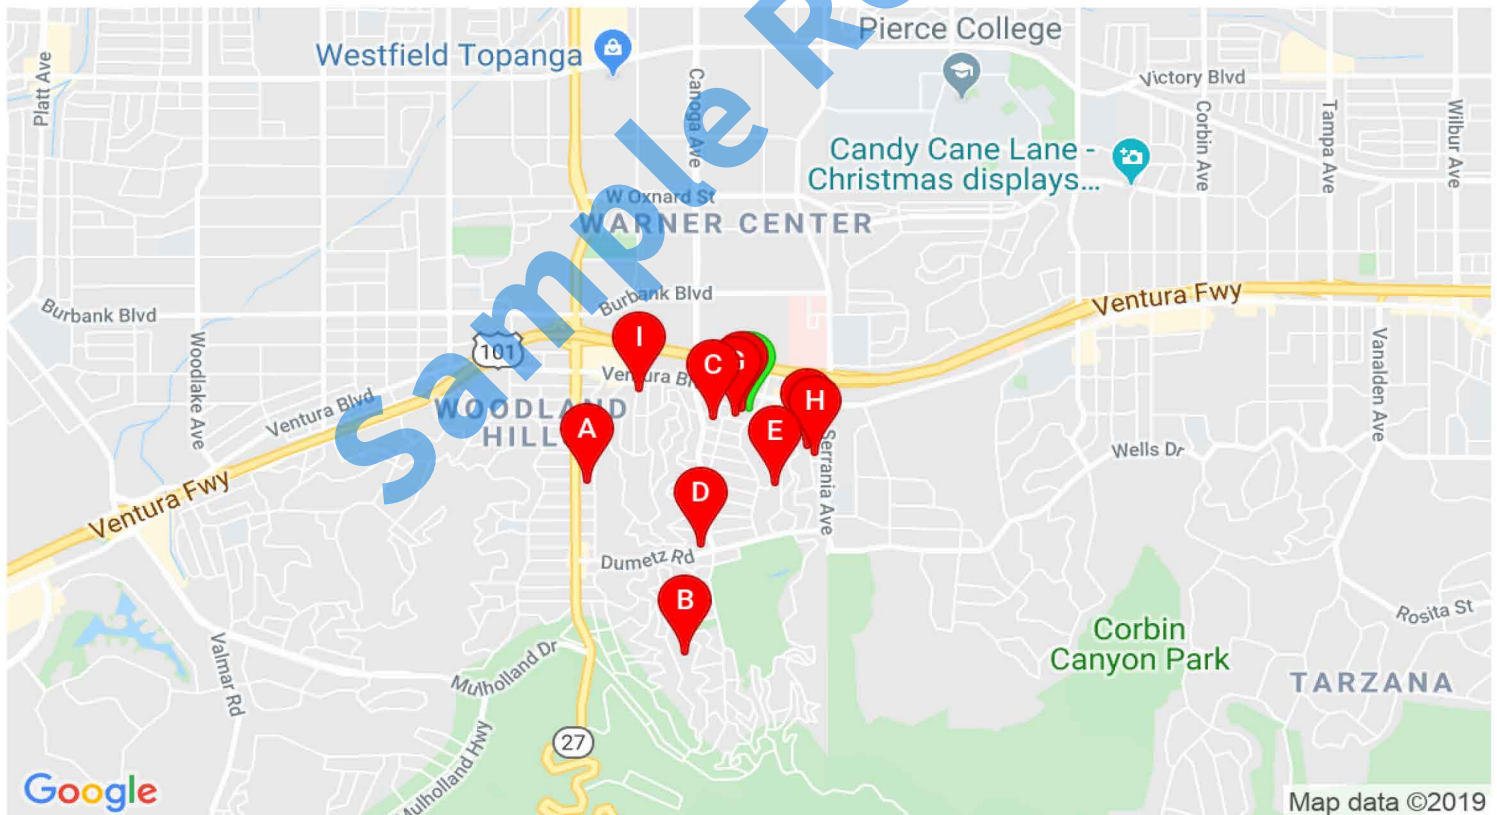 Pierce College
Westfield Topanga
Platt Ave
Canoga Ave
Victory Blvd
Corbin Ave
Tampa Ave
Wilbur Ave
Candy Cane Lane -
Christmas displays...
W Oxnard St
WARNER CENTER
Sample
Burbank Blvd
Burbank Blvd
Ventura Fwy
Woodlake Ave
101
I
C
G
Ventura Bl
Vanalden Ave
Ventura Blvd
WOODLAND
HILL
A
H
E
Serrania Ave
Wells Dr
Ventura Fwy
D
Dumetz Rd
B
Rosita St
Corbin
Canyon Park
TARZANA
Valmar Rd
Mulholland Dr
27
Mulholland Hwy
Google
Map data ©2019